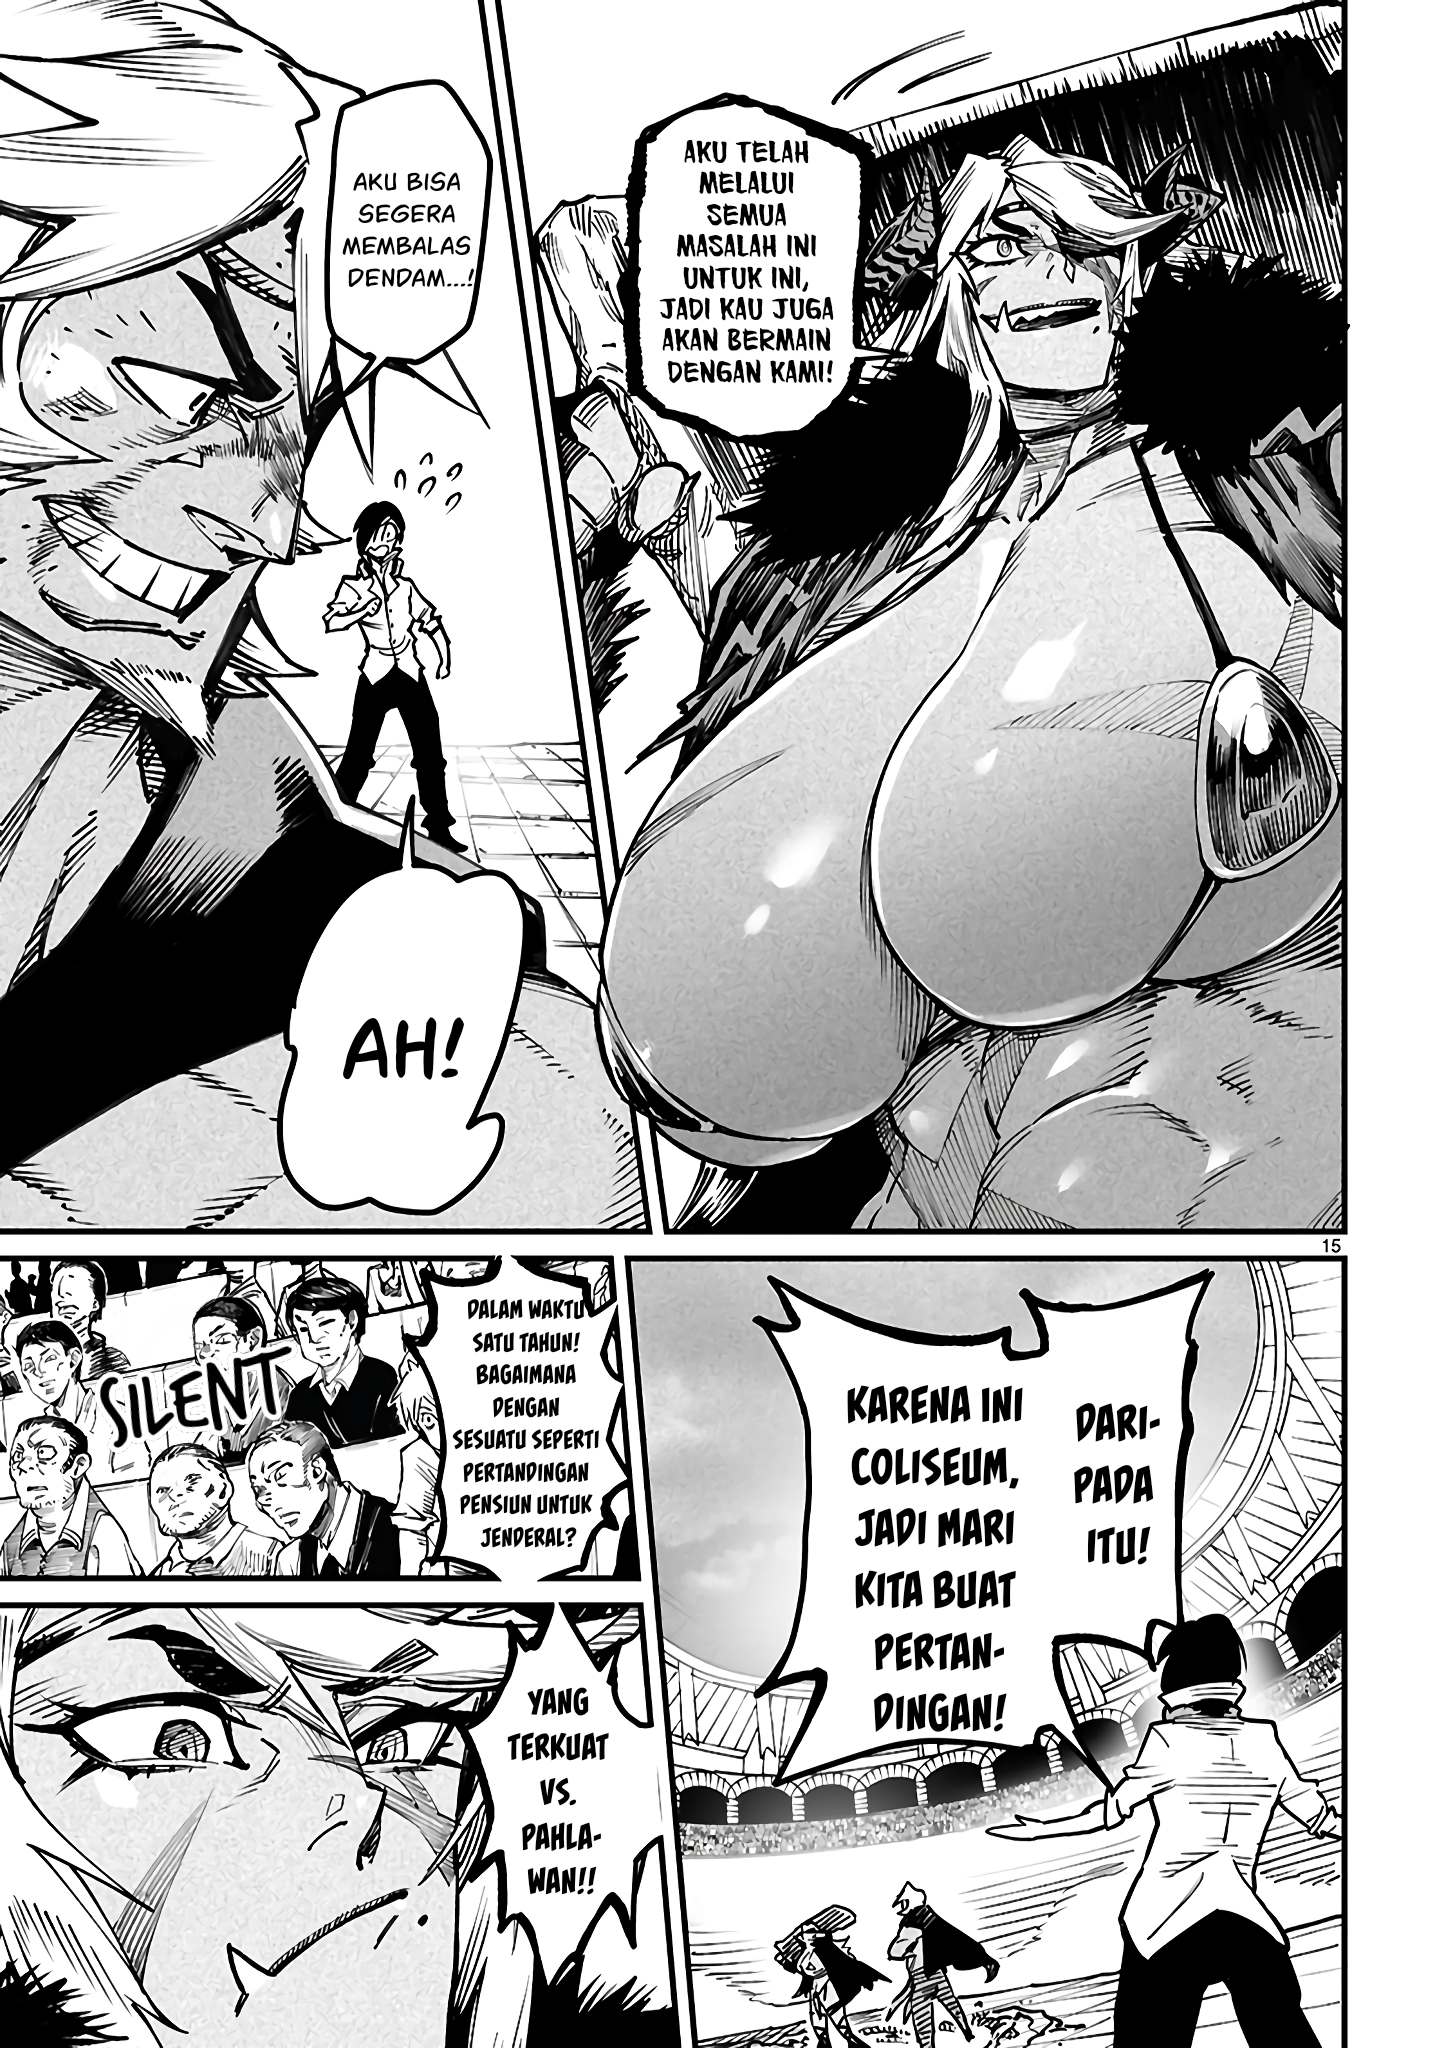 AKU TELAH
MELALUI
SEMUA
MASALAH INI
UNTUK INI,
JADI KAU JUGA
AKAN BERMAIN
DENGAN KAMI!
AKU BISA
SEGERA
MEMBALAS
DENDAM...!
AH!
15
DARI-
PADA
ITU!
KARENA INI
COLISEUM,
JADI MARI
KITA BUAT
PERTAN-
DINGAN!
DALAM WAKTU
SATU TAHUN!
BAGAIMANA
DENGAN
SESUATU SEPERTI
PERTANDINGAN
PENSIUN UNTUK
JENDERAL?
SILENT
YANG
TERKUAT
VS.
PAHLA-
WAN!!